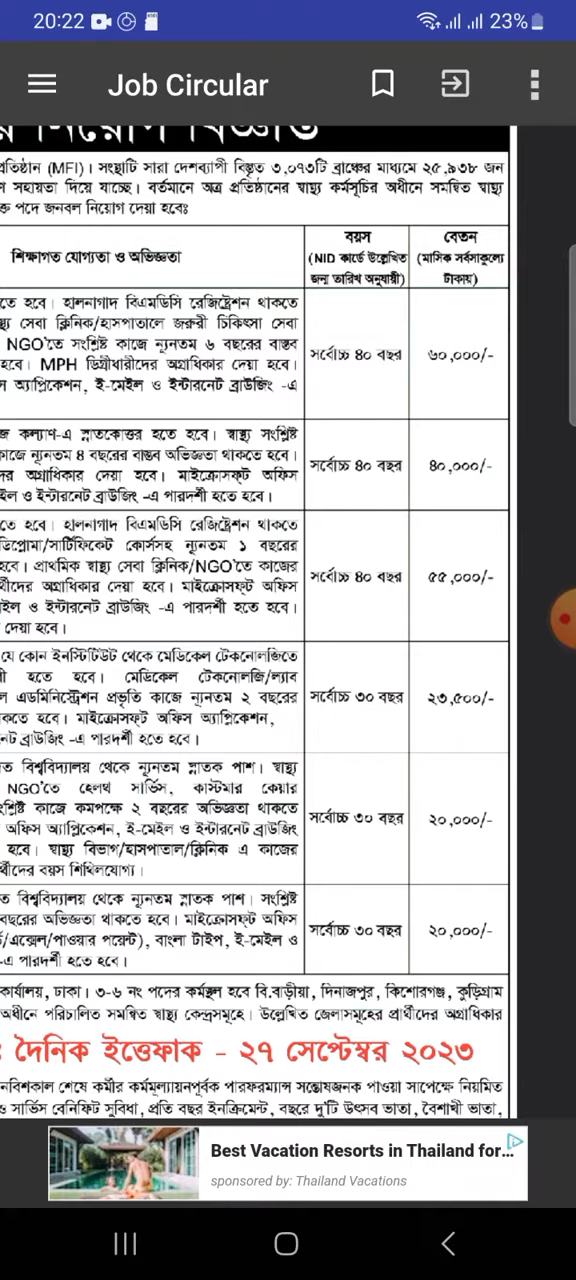 20:22
23%
Job Circular
নিয়োগ বিজ্ঞপ্তি
প্রতিষ্ঠান (MFI)। সংস্থাটি সারা দেশব্যাপী বিস্তৃত ৩,০৭৩টি ব্রাঞ্চের মাধ্যমে ২৫,৯৩৮ জন
সহায়তা দিয়ে যাচ্ছে। বর্তমানে অত্র প্রতিষ্ঠানের স্বাস্থ্য কর্মসূচির অধীনে সমন্বিত স্বাস্থ্য
ক্ত পদে জনবল নিয়োগ দেয়া হবেঃ
শিক্ষাগত যোগ্যতা ও অভিজ্ঞতা
বয়স
(NID কার্ডে উল্লেখিত
জন্ম তারিখ অনুযায়ী)
বেতন
(মাসিক সর্বসাকুল্যে
টাকায়)
তে হবে। হালনাগাদ বিএমডিসি রেজিষ্ট্রেশন থাকতে
স্থ্য সেবা ক্লিনিক/হাসপাতালে জরুরী চিকিত্সা সেবা
NGO'তে সংশ্লিষ্ট কাজে ন্যূনতম ৬ বছরের বাস্তব
হবে। MPH ডিগ্রীধারীদের অগ্রাধিকার দেয়া হবে।
স অ্যাপ্লিকেশন, ই-মেইল ও ইন্টারনেট ব্রাউজিং -এ
সর্বোচ্চ ৪০ বছর
৬০,০০০/-
জ কল্যাণ-এ স্নাতকোত্তর হতে হবে। স্বাস্থ্য সংশ্লিষ্ট
কাজে ন্যূনতম ৪ বছরের বাস্তব অভিজ্ঞতা থাকতে হবে।
দের অগ্রাধিকার দেয়া হবে। মাইক্রোসফ্ট অফিস
ইল ও ইন্টারনেট ব্রাউজিং -এ পারদর্শী হতে হবে।
সর্বোচ্চ ৪০ বছর
৪০,০০০/-
তে হবে। হালনাগাদ বিএমডিসি রেজিষ্ট্রেশন থাকতে
ডিপ্লোমা/সার্টিফিকেট কোর্সসহ ন্যূনতম ১ বছরের
হবে। প্রাথমিক স্বাস্থ্য সেবা ক্লিনিক/NGO'তে কাজের
র্থীদের অগ্রাধিকার দেয়া হবে। মাইক্রোসফ্ট অফিস
াইল ও ইন্টারনেট ব্রাউজিং -এ পারদর্শী হতে হবে।
দেয়া হবে।
সর্বোচ্চ ৪০ বছর
৫৫,০০০/-
যে কোন ইনস্টিটিউট থেকে মেডিকেল টেকনোলজিতে
রী হতে হবে। মেডিকেল টেকনোলজি/ল্যাব
ল এডমিনিস্ট্রেশন প্রভৃতি কাজে ন্যূনতম ২ বছরের
াকতে হবে। মাইক্রোসফ্ট অফিস অ্যাপ্লিকেশন,
নেট ব্রাউজিং -এ পারদর্শী হতে হবে।
সর্বোচ্চ ৩০ বছর
২৩,৫০০/-
ত বিশ্ববিদ্যালয় থেকে ন্যূনতম স্নাতক পাশ। স্বাস্থ্য
NGO'তে হেলথ সার্ভিস, কাস্টমার কেয়ার
ংশ্লিষ্ট কাজে কমপক্ষে ২ বছরের অভিজ্ঞতা থাকতে
অফিস অ্যাপ্লিকেশন, ই-মেইল ও ইন্টারনেট ব্রাউজিং
হবে। স্বাস্থ্য বিভাগ/হাসপাতাল/ক্লিনিক এ কাজের
র্থীদের বয়স শিথিলযোগ্য।
সর্বোচ্চ ৩০ বছর
২০,০০০/-
ত বিশ্ববিদ্যালয় থেকে ন্যূনতম স্নাতক পাশ। সংশ্লিষ্ট
বছরের অভিজ্ঞতা থাকতে হবে। মাইক্রোসফ্ট অফিস
র্ড/এক্সেল/পাওয়ার পয়েন্ট), বাংলা টাইপ, ই-মেইল ও
-এ পারদর্শী হতে হবে।
সর্বোচ্চ ৩০ বছর
২০,০০০/-
কার্যালয়, ঢাকা। ৩-৬ নং পদের কর্মস্থল হবে বি.বাড়ীয়া, দিনাজপুর, কিশোরগঞ্জ, কুড়িগ্রাম
অধীনে পরিচালিত সমন্বিত স্বাস্থ্য কেন্দ্রসমূহে। উল্লেখিত জেলাসমূহের প্রার্থীদের অগ্রাধিকার
ঃ দৈনিক ইত্তেফাক - ২৭ সেপ্টেম্বর ২০২৩
নবিশকাল শেষে কর্মীর কর্মমূল্যায়নপূর্বক পারফরম্যান্স সন্তোষজনক পাওয়া সাপেক্ষে নিয়মিত
ও সার্ভিস বেনিফিট সুবিধা, প্রতি বছর ইনক্রিমেন্ট, বছরে দু'টি উৎসব ভাতা, বৈশাখী ভাতা,
Best Vacation Resorts in Thailand for...
sponsored by: Thailand Vacations